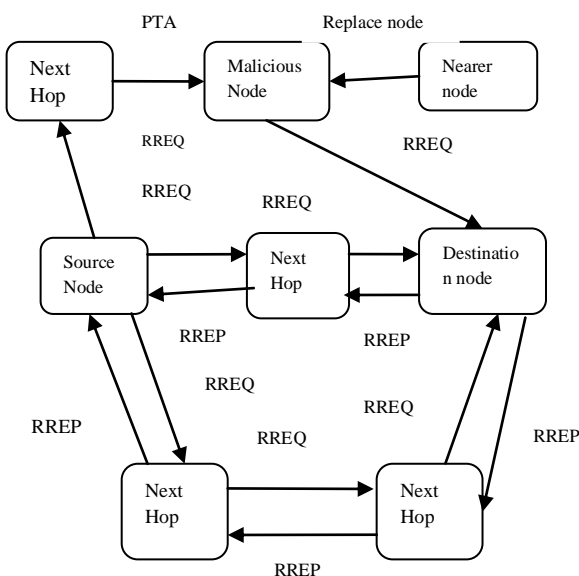 PTA
Replace node
Next
Hop
Malicious
Node
Nearer
node
RREQ
RREQ
RREQ
RREQ
Source
Node
Next
Hop
Destinatio
n node
RREP
RREP
RREQ
RREQ
RREP
RREQ
RREP
Next
Hop
Next
Hop
RREP